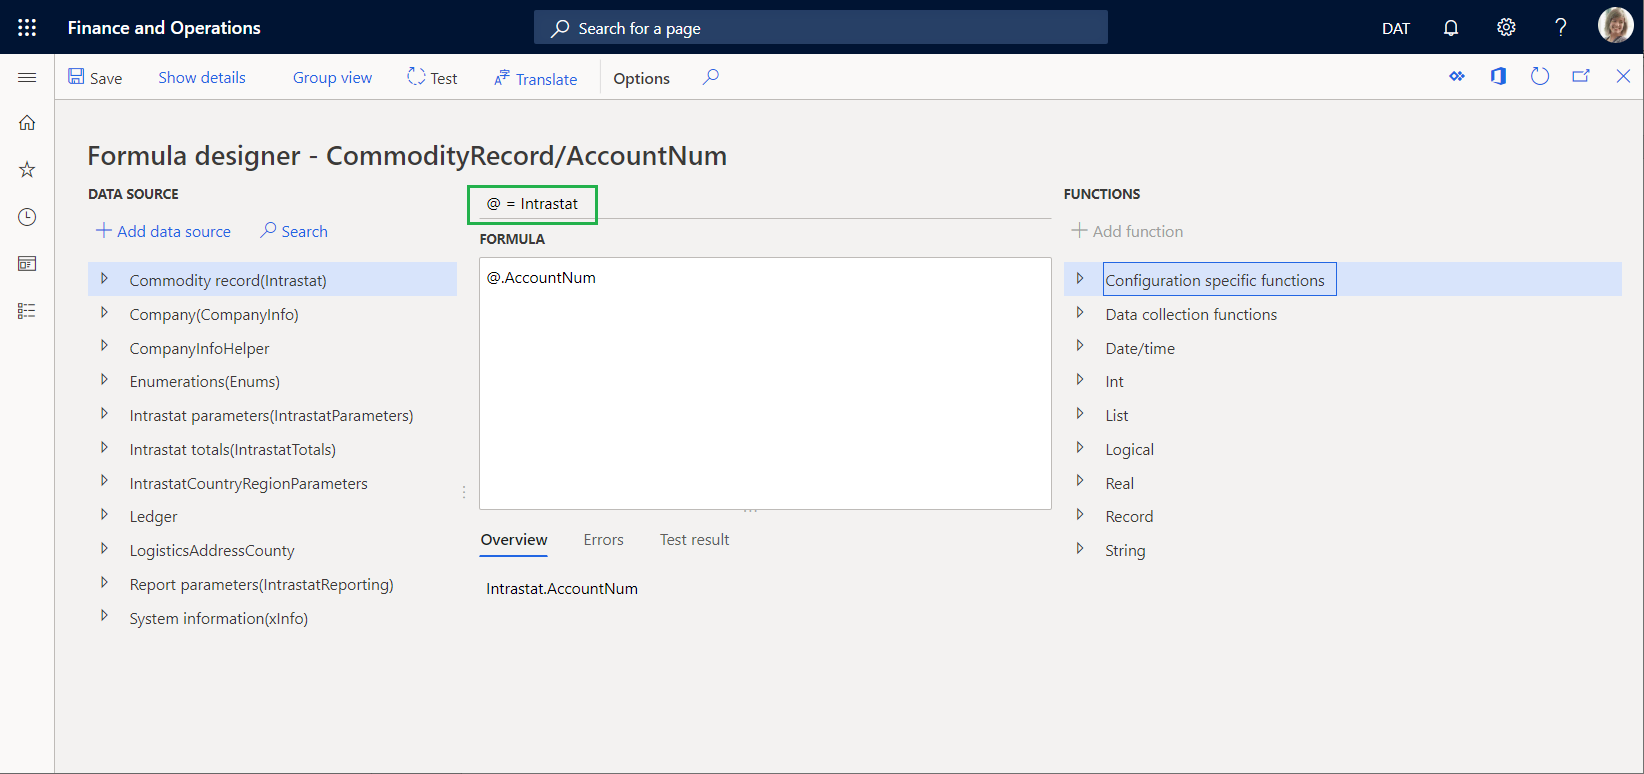 Finance and Operations
Search for a page
DAT
Save
Show details
Group view
Test
Translate
Options
Formula designer - CommodityRecord/AccountNum
DATA SOURCE
Add data source
Search
Commodity record(Intrastat)
Company(CompanyInfo)
CompanyInfoHelper
Enumerations(Enums)
Intrastat parameters(IntrastatParameters)
Intrastat totals(IntrastatTotals)
IntrastatCountryRegionParameters
Ledger
LogisticsAddressCounty
Report parameters(IntrastatReporting)
System information(xInfo)
@ = Intrastat
FORMULA
@.AccountNum
Overview
Errors
Test result
Intrastat.AccountNum
FUNCTIONS
Add function
Configuration specific functions
Data collection functions
Date/time
Int
List
Logical
Real
Record
String